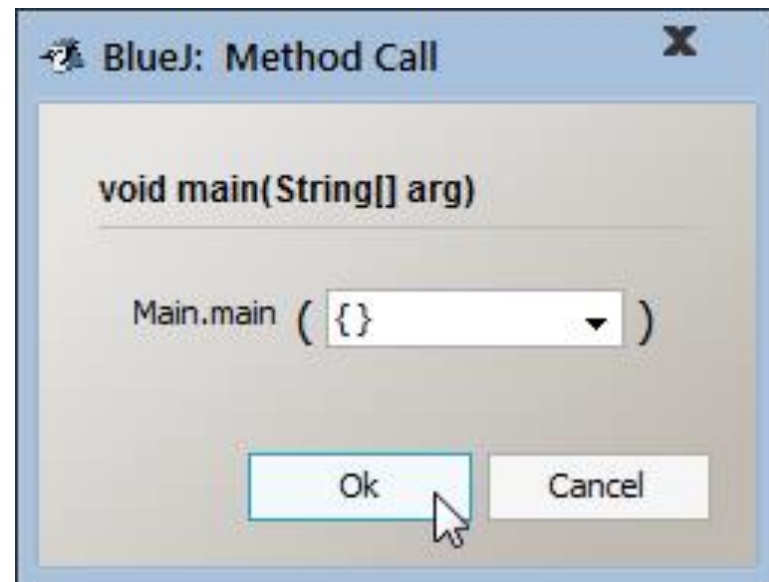 BlueJ: Method Call
void main(String[] arg)
Main.main ( {} )
Ok Cancel